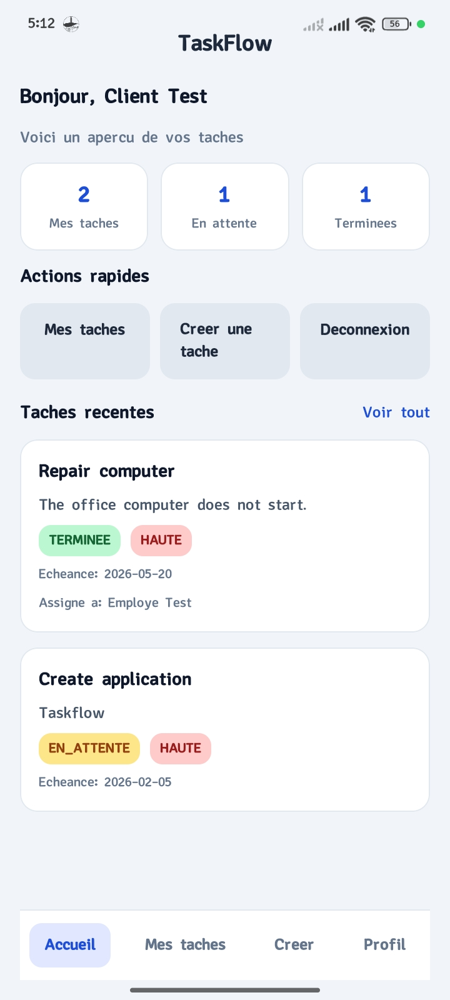 5:12
56
TaskFlow
Bonjour, Client Test
Voici un apercu de vos taches
2
Mes taches
1
En attente
1
Terminees
Actions rapides
Mes taches
Creer une
tache
Deconnexion
Taches recentes
Voir tout
Repair computer
The office computer does not start.
TERMINEE
HAUTE
Echeance: 2026-05-20
Assigne a: Employe Test
Create application
Taskflow
EN_ATTENTE
HAUTE
Echeance: 2026-02-05
Accueil
Mes taches
Creer
Profil